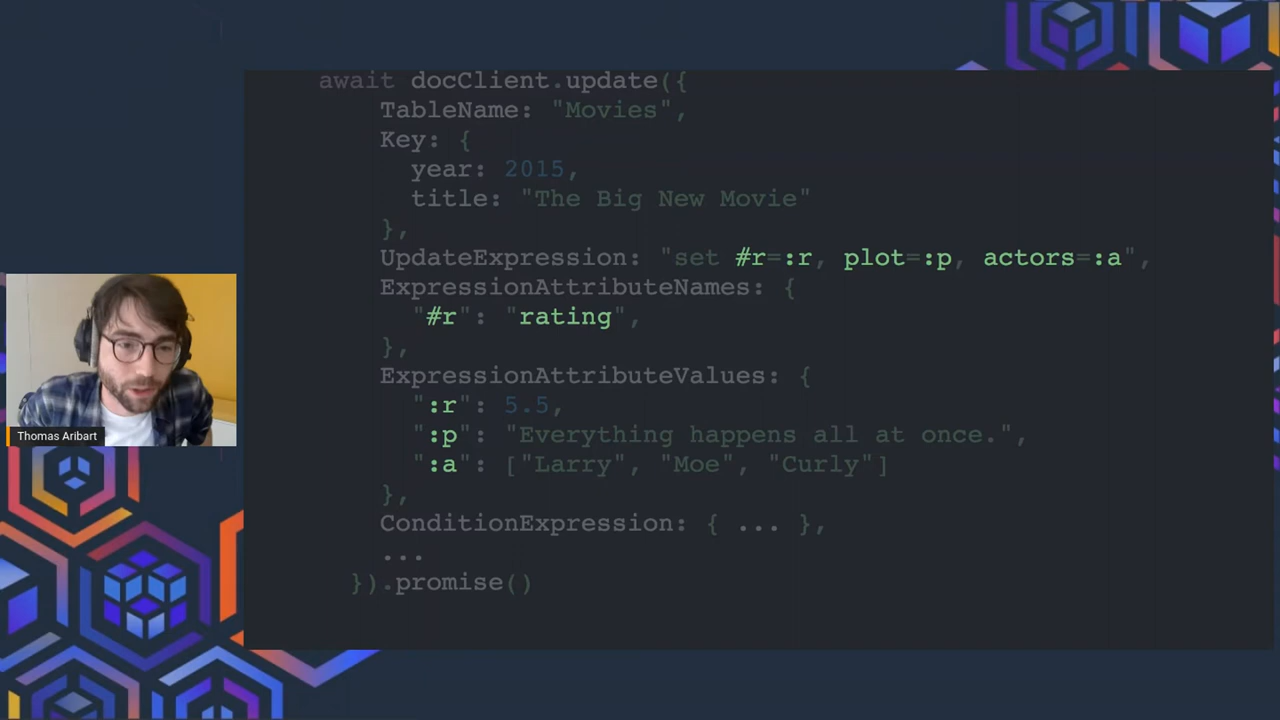 await docClient.update({
TableName: "Movies",
Key: {
year: 2015,
title: "The Big New Movie"
},
UpdateExpression: "set #r=:r, plot=:p, actors=:a",
ExpressionAttributeNames: {
"#r": "rating",
},
ExpressionAttributeValues: {
":r": 5.5,
":p": "Everything happens all at once.",
":a": ["Larry", "Moe", "Curly"]
},
ConditionExpression: { ... },
...
}).promise()
Thomas Aribart